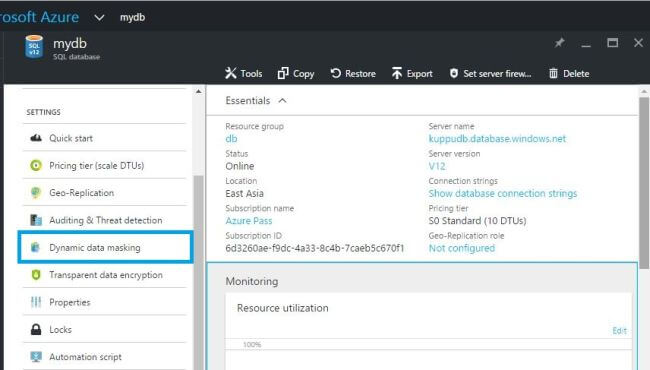 rosoft Azure mydb
mydb
SQL database
SQL
v12
Tools Copy Restore Export Set server firew... Delete
SETTINGS
Quick start
Pricing tier (scale DTUs)
Geo-Replication
Auditing & Threat detection
Dynamic data masking
Transparent data encryption
Properties
Locks
Automation script
Essentials
Resource group
db
Status
Online
Location
East Asia
Subscription name
Azure Pass
Subscription ID
6d3260ae-f9dc-4a33-8c4b-7caeb5c670f1
Server name
kuppudb.database.windows.net
Server version
V12
Connection strings
Show database connection strings
Pricing tier
S0 Standard (10 DTUs)
Geo-Replication role
Not configured
Monitoring
Resource utilization
Edit
100%